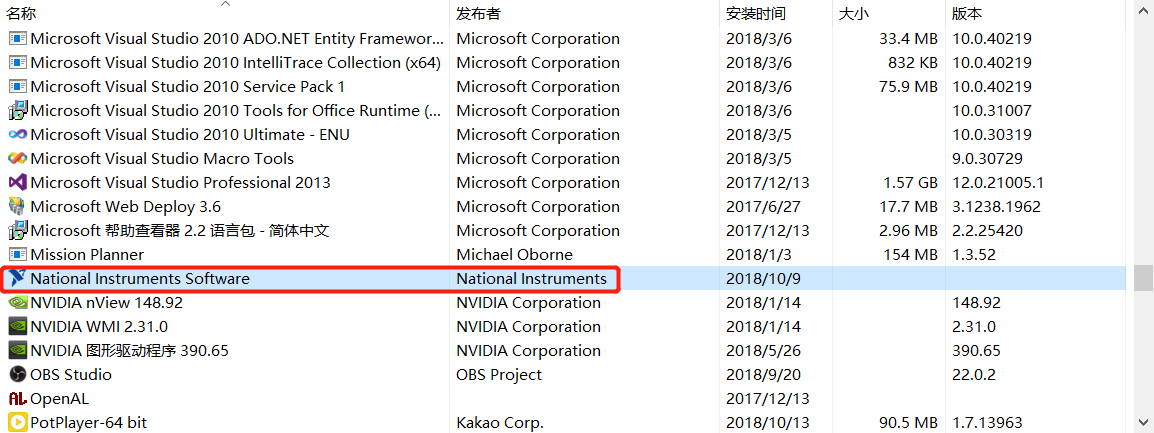 名称 发布者 安装时间 大小 版本
Microsoft Visual Studio 2010 ADO.NET Entity Framewor... Microsoft Corporation 2018/3/6 33.4 MB 10.0.40219
Microsoft Visual Studio 2010 IntelliTrace Collection (x64) Microsoft Corporation 2018/3/6 832 KB 10.0.40219
Microsoft Visual Studio 2010 Service Pack 1 Microsoft Corporation 2018/3/6 75.9 MB 10.0.40219
Microsoft Visual Studio 2010 Tools for Office Runtime (... Microsoft Corporation 2018/3/6 10.0.31007
Microsoft Visual Studio 2010 Ultimate - ENU Microsoft Corporation 2018/3/5 10.0.30319
Microsoft Visual Studio Macro Tools Microsoft Corporation 2018/3/5 9.0.30729
Microsoft Visual Studio Professional 2013 Microsoft Corporation 2017/12/13 1.57 GB 12.0.21005.1
Microsoft Web Deploy 3.6 Microsoft Corporation 2017/6/27 17.7 MB 3.1238.1962
Microsoft 帮助查看器 2.2 语言包 - 简体中文 Microsoft Corporation 2017/12/13 2.96 MB 2.2.25420
Mission Planner Michael Oborne 2018/1/3 154 MB 1.3.52
National Instruments Software National Instruments 2018/10/9
NVIDIA nView 148.92 NVIDIA Corporation 2018/1/14 148.92
NVIDIA WMI 2.31.0 NVIDIA Corporation 2018/1/14 2.31.0
NVIDIA 图形驱动程序 390.65 NVIDIA Corporation 2018/5/26 390.65
OBS Studio OBS Project 2018/9/20 22.0.2
OpenAL 2017/12/13
PotPlayer-64 bit Kakao Corp. 2018/10/13 90.5 MB 1.7.13963